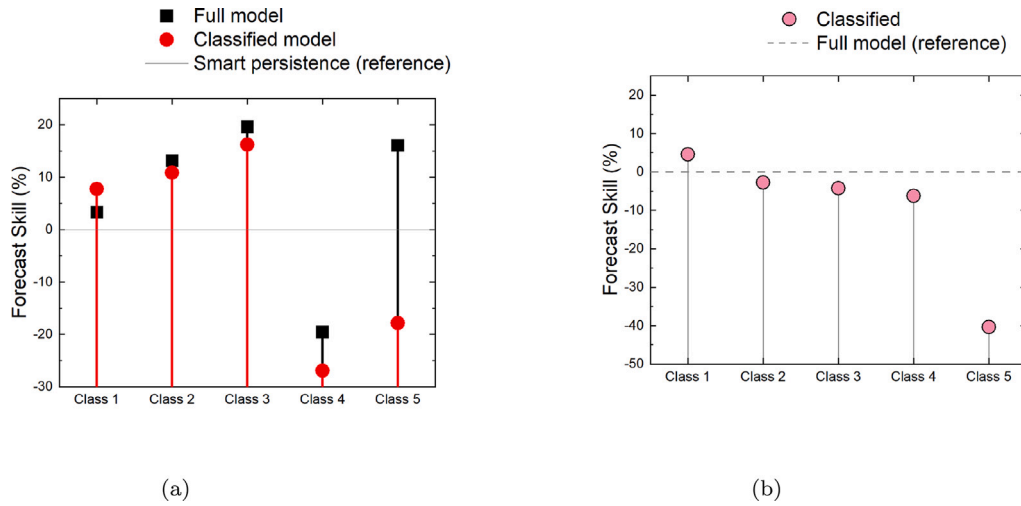 Full model
Classified model
Smart persistence (reference)
Forecast Skill (%)
20
10
0
-10
-20
-30
Class 1 Class 2 Class 3 Class 4 Class 5
(a)
Classified
Full model (reference)
Forecast Skill (%)
20
10
0
-10
-20
-30
-40
-50
Class 1 Class 2 Class 3 Class 4 Class 5
(b)